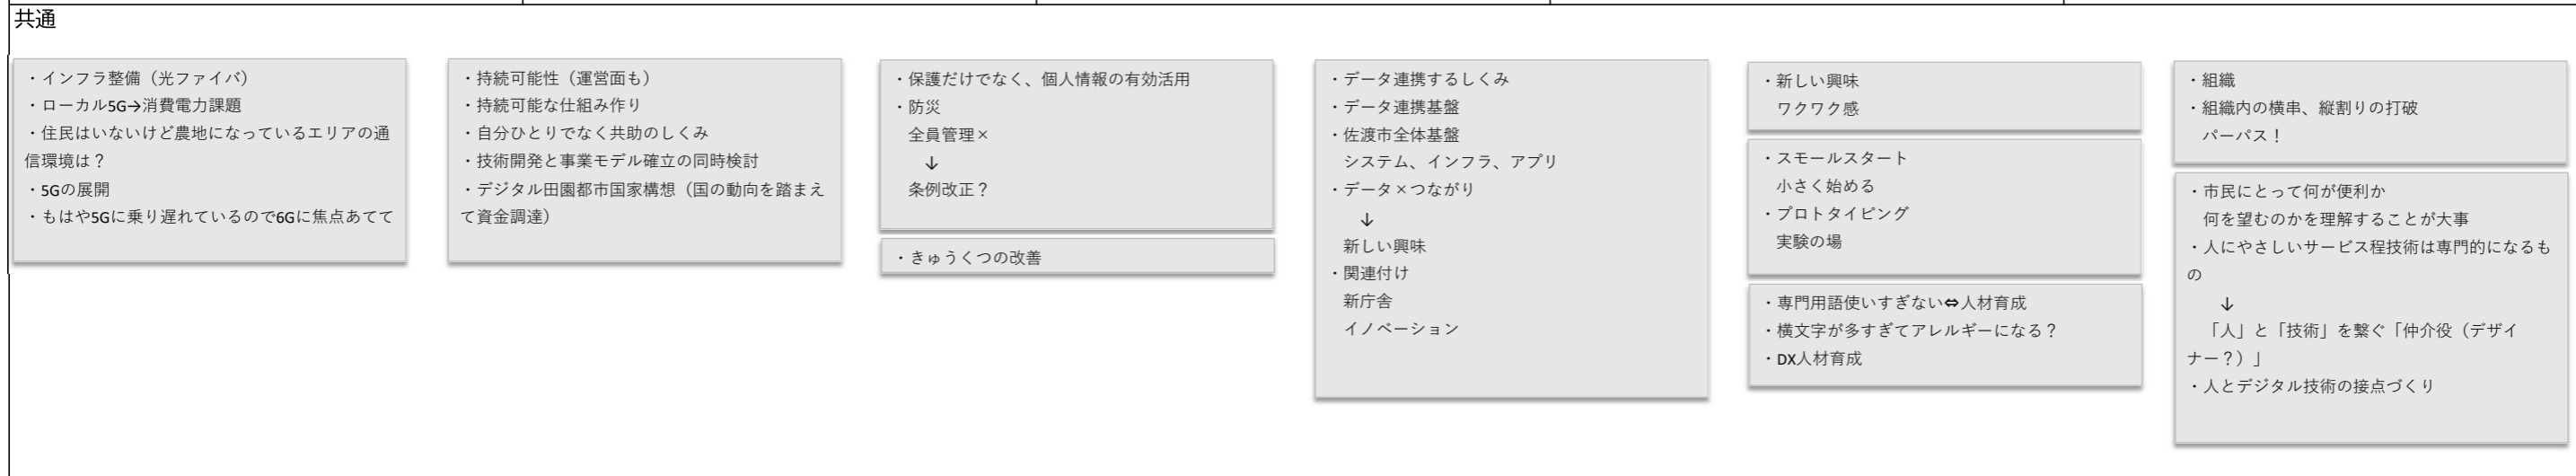 共通
・インフラ整備（光ファイバ）
・ローカル5G→消費電力課題
・住民はいないけど農地になっているエリアの通
信環境は？
・5Gの展開
・もはや5Gに乗り遅れているので6Gに焦点あてて
・持続可能性（運営面も）
・持続可能な仕組み作り
・自分ひとりでなく共助のしくみ
・技術開発と事業モデル確立の同時検討
・デジタル田園都市国家構想（国の動向を踏まえ
て資金調達）
・保護だけでなく、個人情報の有効活用
・防災
全員管理×
↓
条例改正？
・きゅうくつの改善
・データ連携するしくみ
・データ連携基盤
・佐渡市全体基盤
システム、インフラ、アプリ
・データ×つながり
↓
新しい興味
・関連付け
新庁舎
イノベーション
・新しい興味
ワクワク感
・スモールスタート
小さく始める
・プロトタイピング
実験の場
・専門用語使いすぎない⇔人材育成
・横文字が多すぎてアレルギーになる？
・DX人材育成
・組織
・組織内の横串、縦割りの打破
パーパス！
・市民にとって何が便利か
何を望むのかを理解することが大事
・人にやさしいサービス程技術は専門的になるも
の
↓
「人」と「技術」を繋ぐ「仲介役（デザイ
ナー？）」
・人とデジタル技術の接点づくり